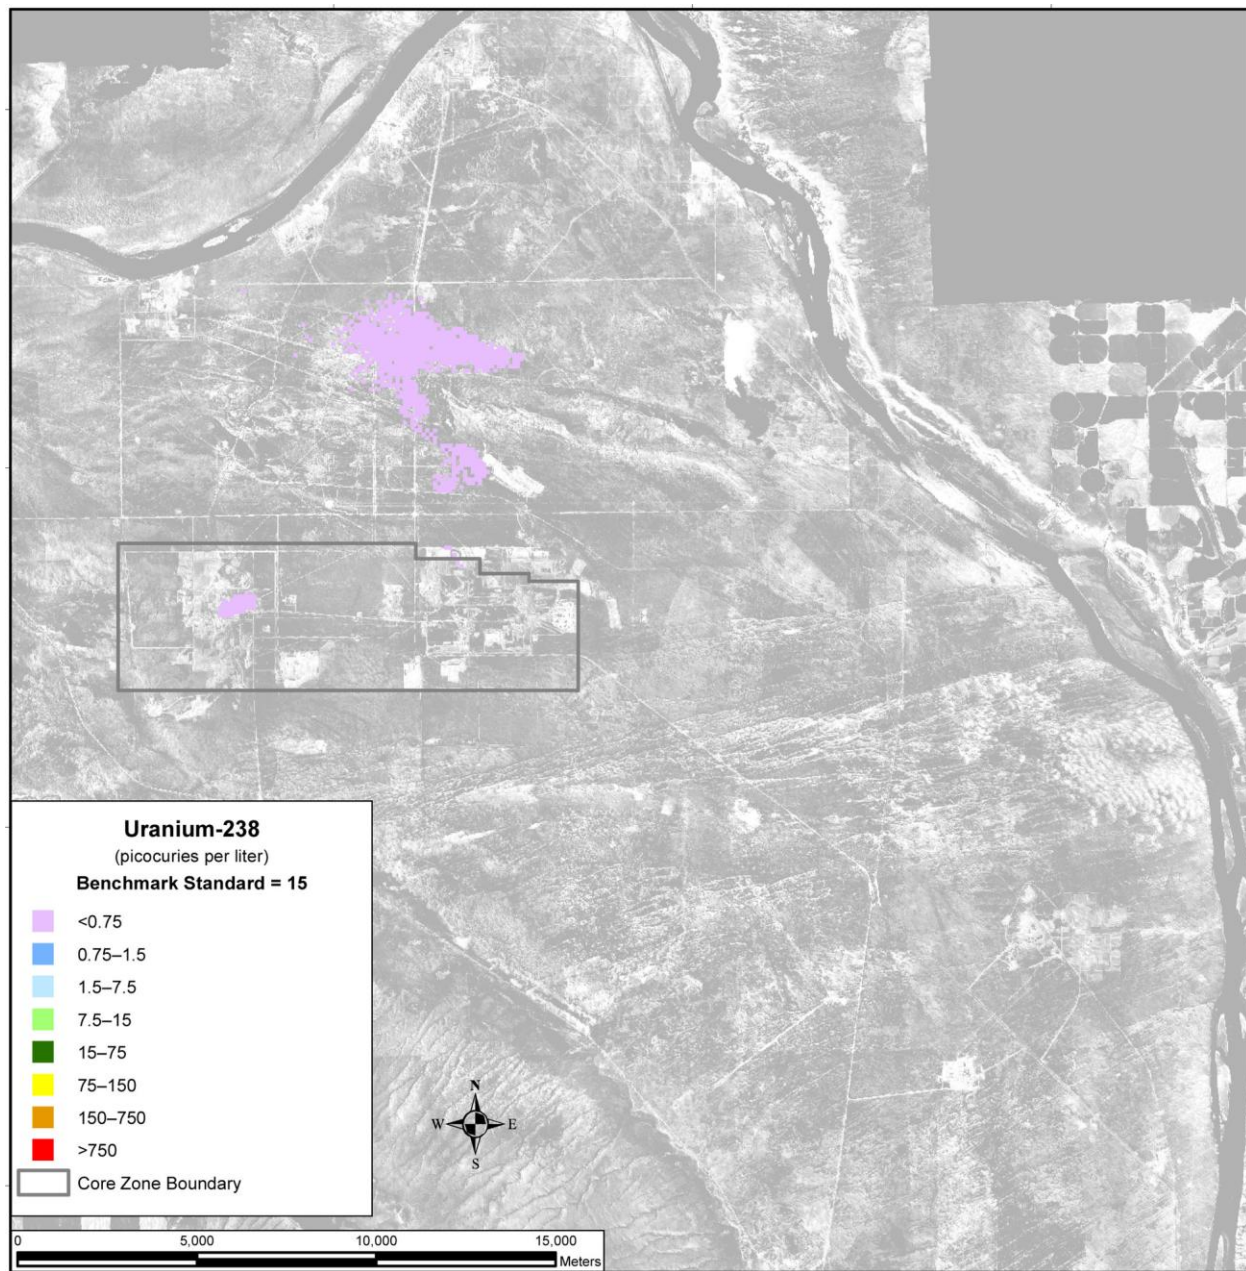 Uranium-238
(picocuries per liter)
Benchmark Standard = 15
<0.75
0.75–1.5
1.5–7.5
7.5–15
15–75
75–150
150–750
>750
Core Zone Boundary
N
W E
S
0 5,000 10,000 15,000
Meters